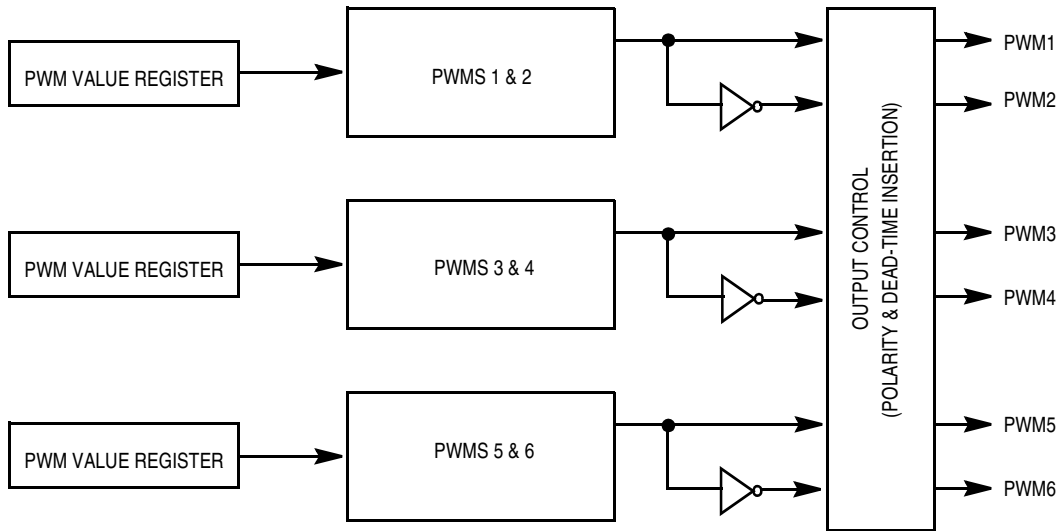 PWM VALUE REGISTER
PWMS 1 & 2
PWM1
PWM2
PWM VALUE REGISTER
PWMS 3 & 4
PWM3
PWM4
PWM VALUE REGISTER
PWMS 5 & 6
PWM5
PWM6
OUTPUT CONTROL
(POLARITY & DEAD-TIME INSERTION)